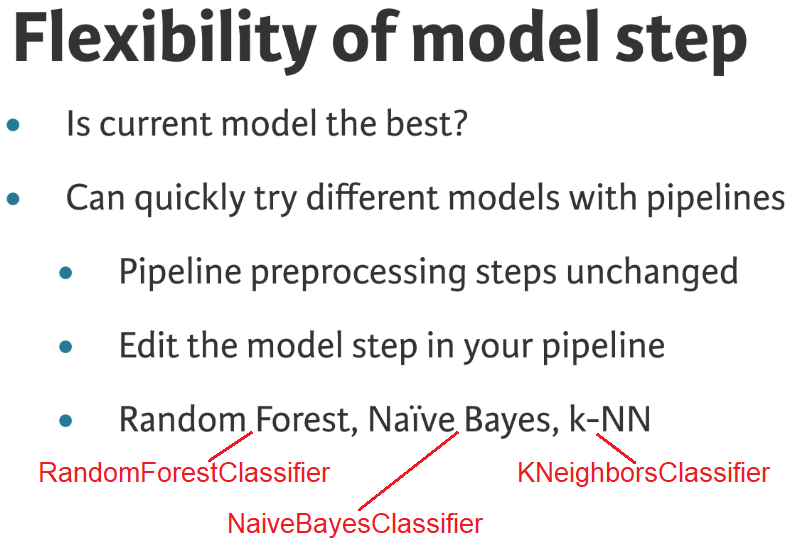 Flexibility of model step
• Is current model the best?
• Can quickly try different models with pipelines
• Pipeline preprocessing steps unchanged
• Edit the model step in your pipeline
• Random Forest, Naïve Bayes, k-NN
RandomForestClassifier
KNeighborsClassifier
NaiveBayesClassifier